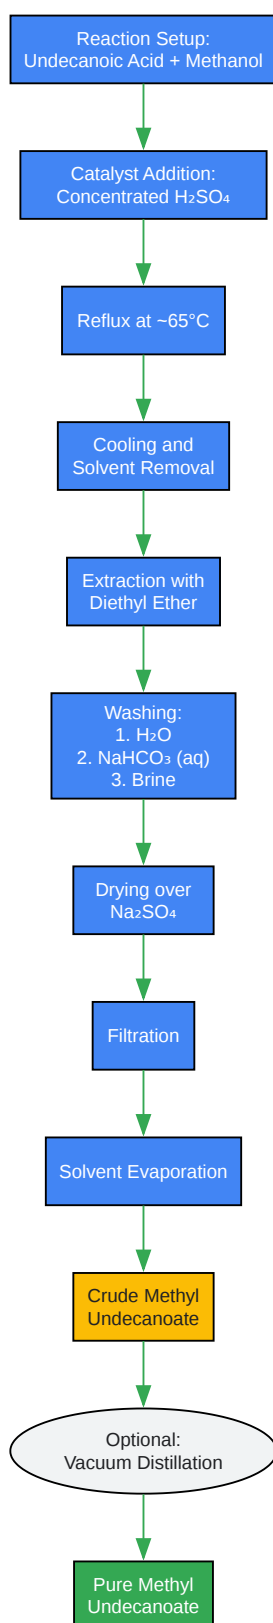 Reaction Setup:
Undecanoic Acid + Methanol
Catalyst Addition:
Concentrated H₂SO₄
Reflux at ~65°C
Cooling and
Solvent Removal
Extraction with
Diethyl Ether
Washing:
1. H₂O
2. NaHCO₃ (aq)
3. Brine
Drying over
Na₂SO₄
Filtration
Solvent Evaporation
Crude Methyl
Undecanoate
Optional:
Vacuum Distillation
Pure Methyl
Undecanoate